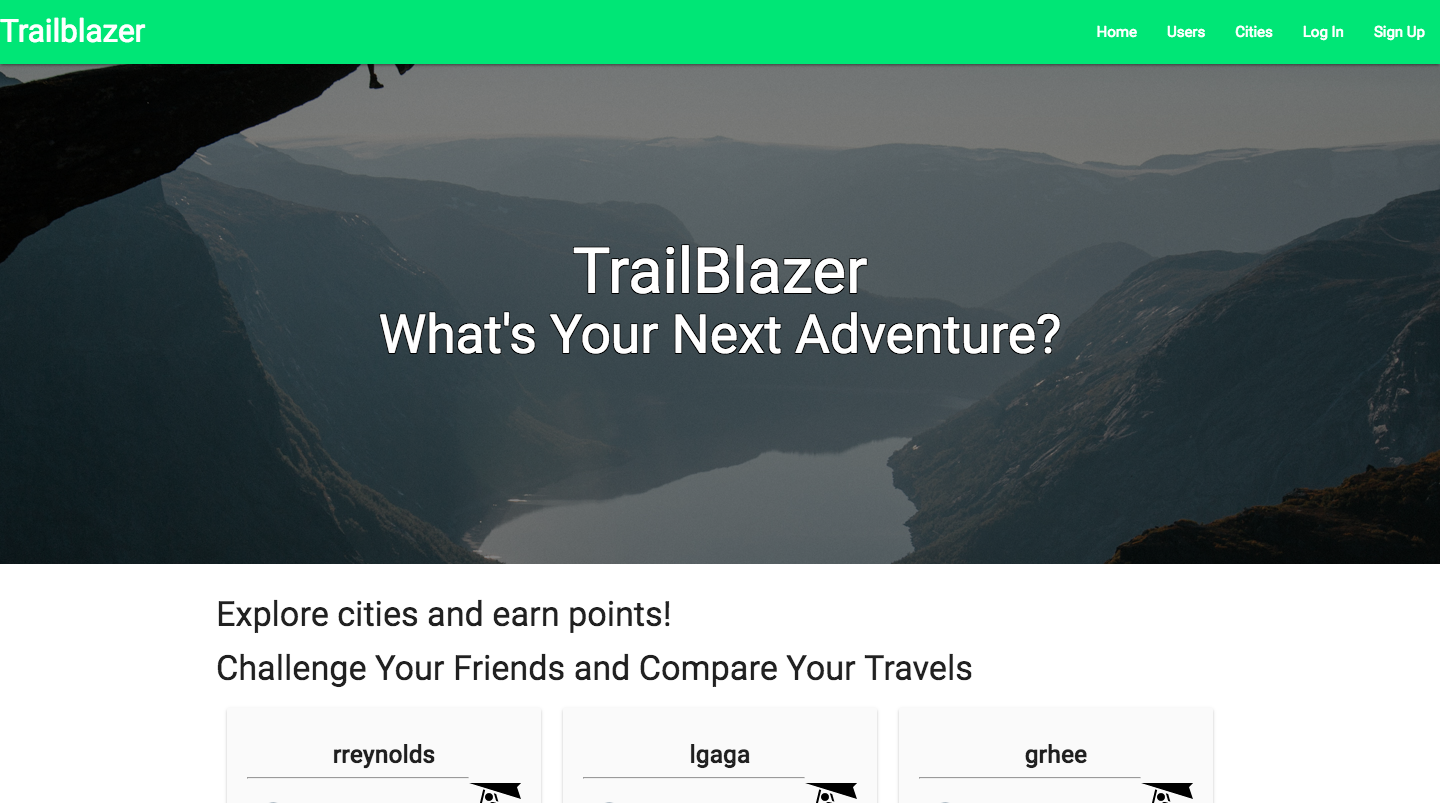 Trailblazer
Home Users Cities Log In Sign Up
TrailBlazer
What's Your Next Adventure?
Explore cities and earn points!
Challenge Your Friends and Compare Your Travels
rreynolds lgaga grhee